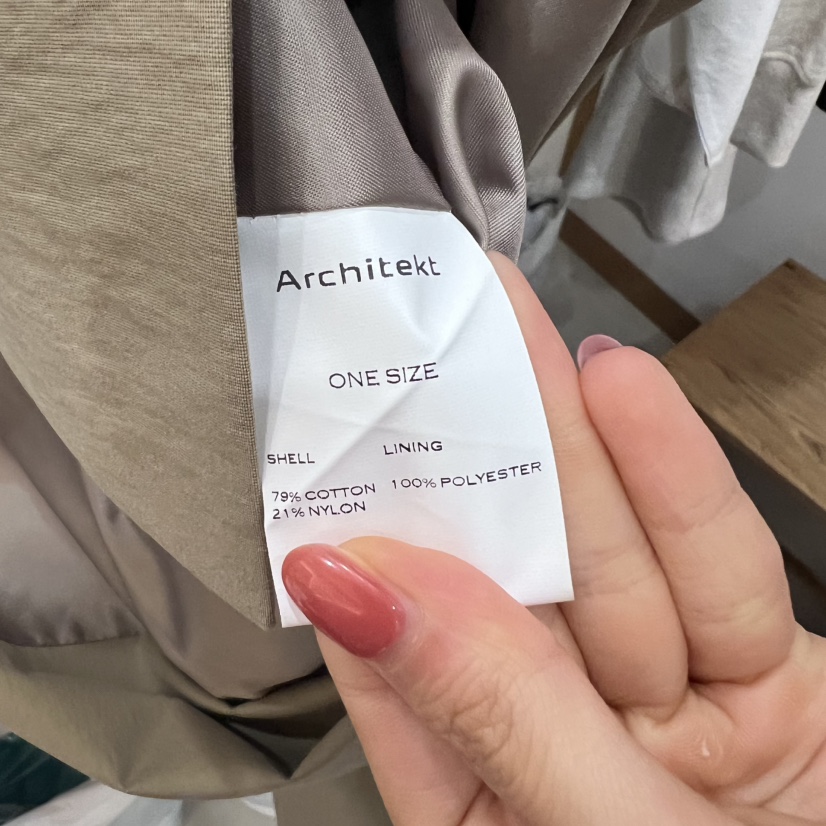 Architekt
ONE SIZE
SHELL
79% COTTON
21% NYLON
LINING
100% POLYESTER